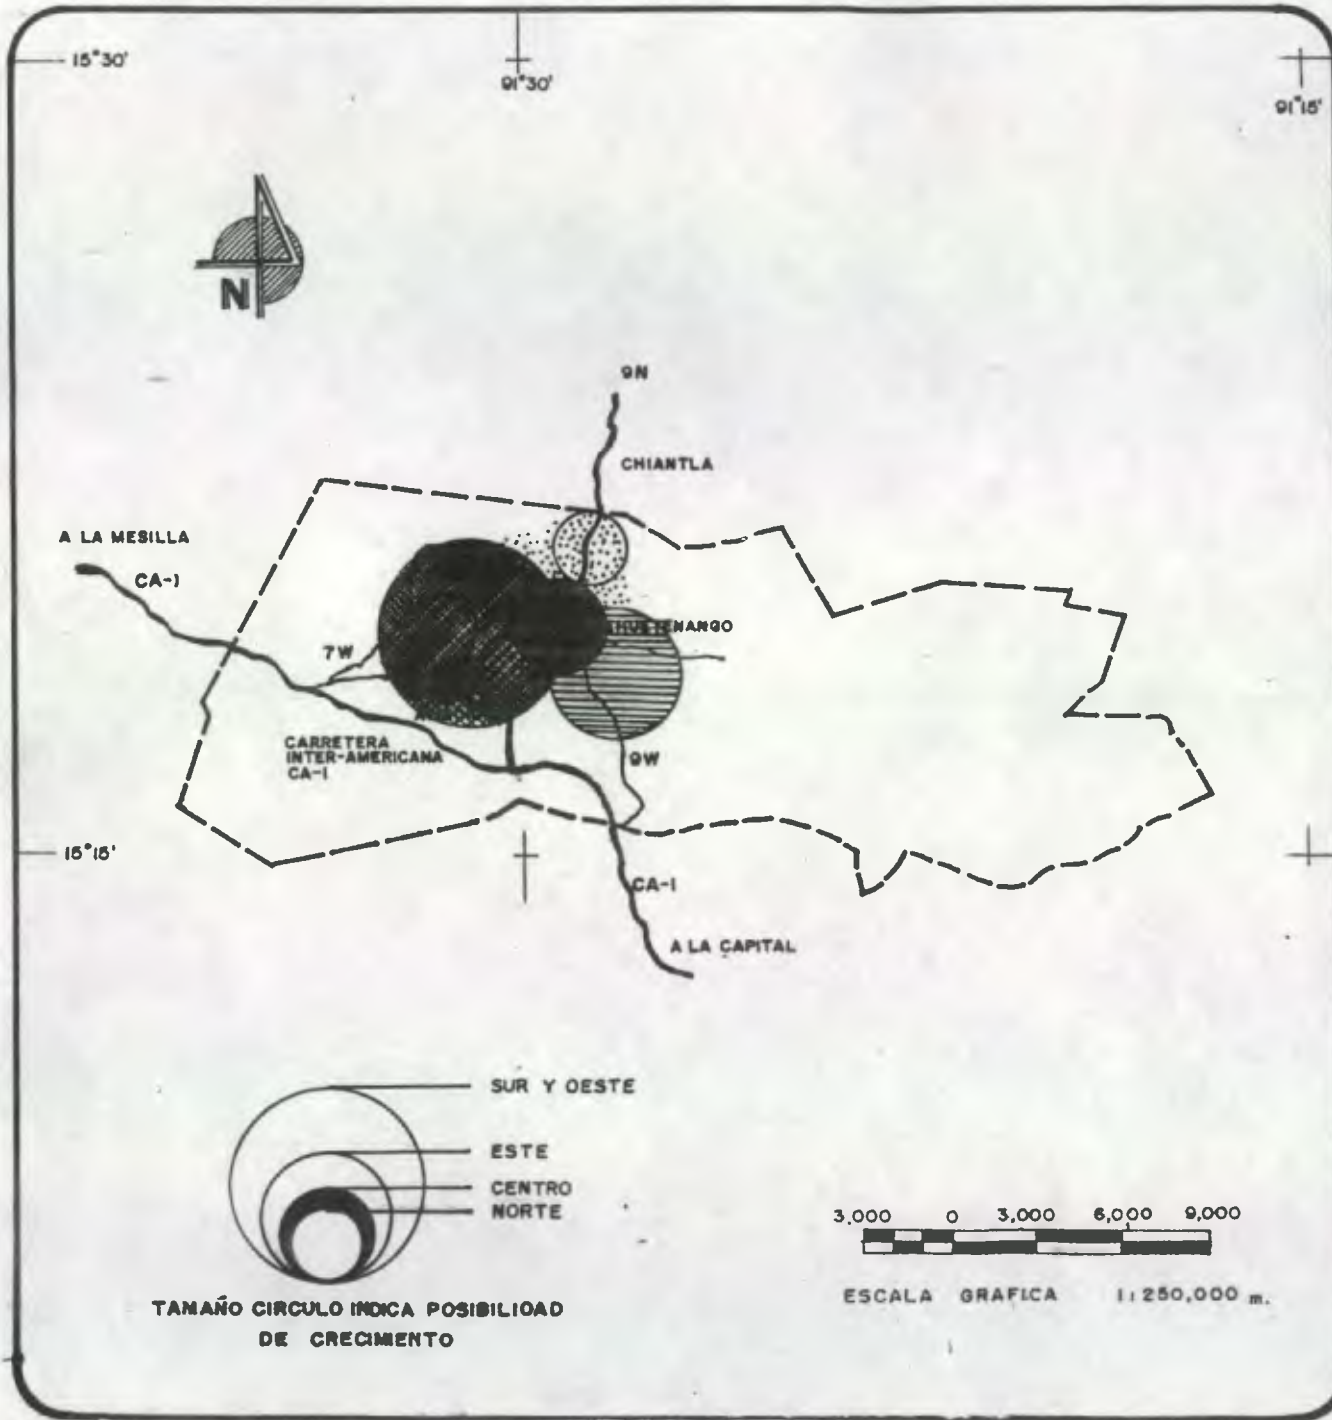 15°30'
91°30'
91°15'
N
9N
CHIANTLA
A LA MESILLA
CA-1
7W
CARRETERA
INTER-AMERICANA
CA-1
9W
15°15'
CA-1
A LA CAPITAL
SUR Y OESTE
ESTE
CENTRO
NORTE
TAMAÑO CIRCULO INDICA POSIBILIDAD
DE CRECIMIENTO
3,000 0 3,000 6,000 9,000
ESCALA GRAFICA 1:250,000 m.